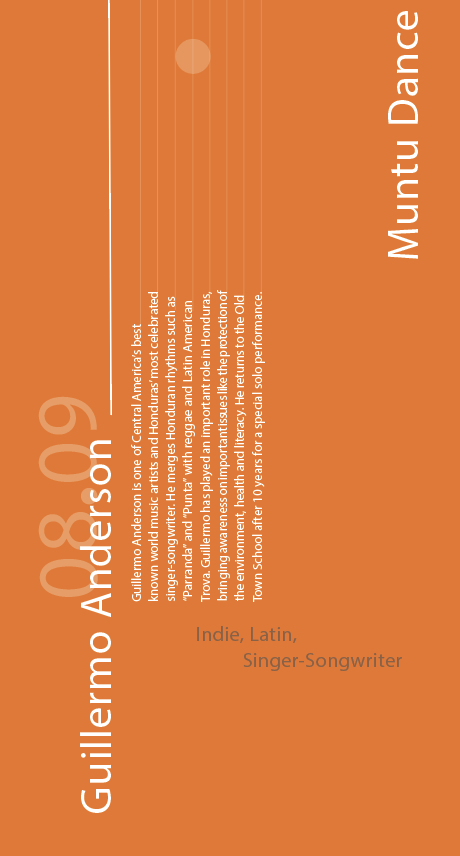 08.09
Guillermo Anderson
Guillermo Anderson is one of Central America's best
known world music artists and Honduras' most celebrated
singer-songwriter. He merges Honduran rhythms such as
"Parranda" and "Punta" with reggae and Latin American
Trova. Guillermo has played an important role in Honduras,
bringing awareness on important issues like the protection of
the environment, health and literacy. He returns to the Old
Town School after 10 years for a special solo performance.
Indie, Latin,
Singer-Songwriter
Muntu Dance